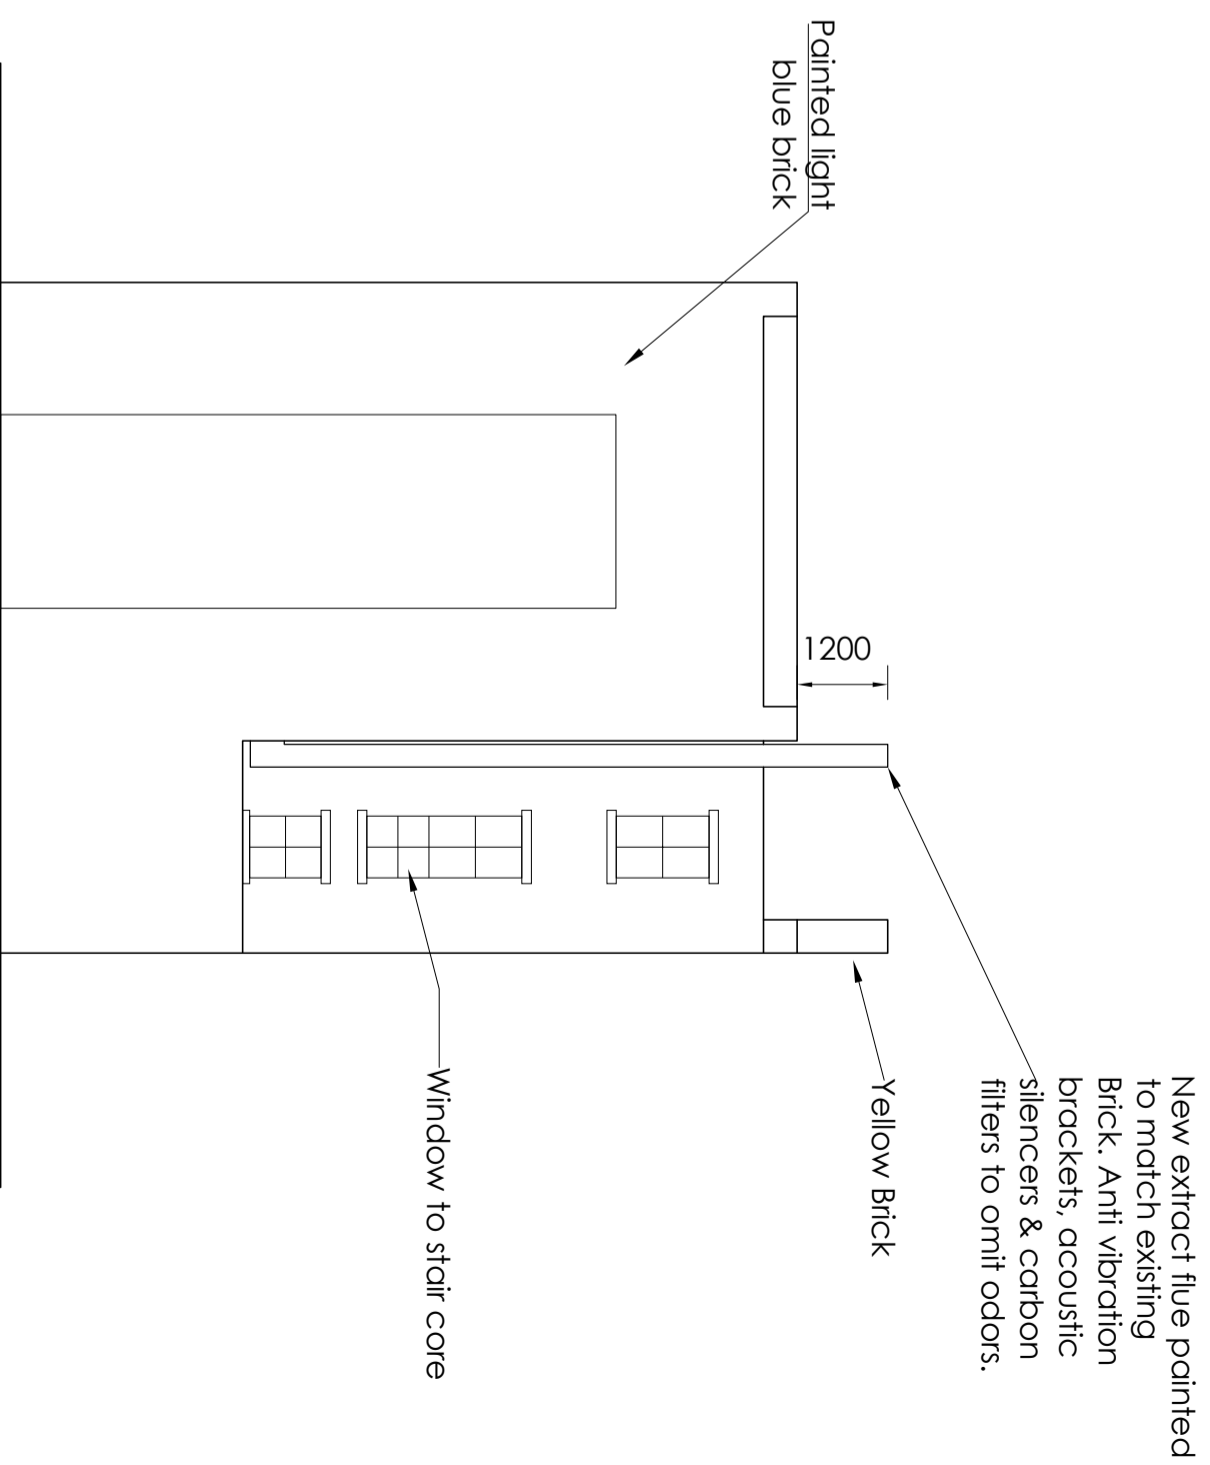 New extract flue painted
to match existing
Brick. Anti vibration
brackets, acoustic
silencers & carbon
filters to omit odors.
Painted light
blue brick
1200
Yellow Brick
Window to stair core